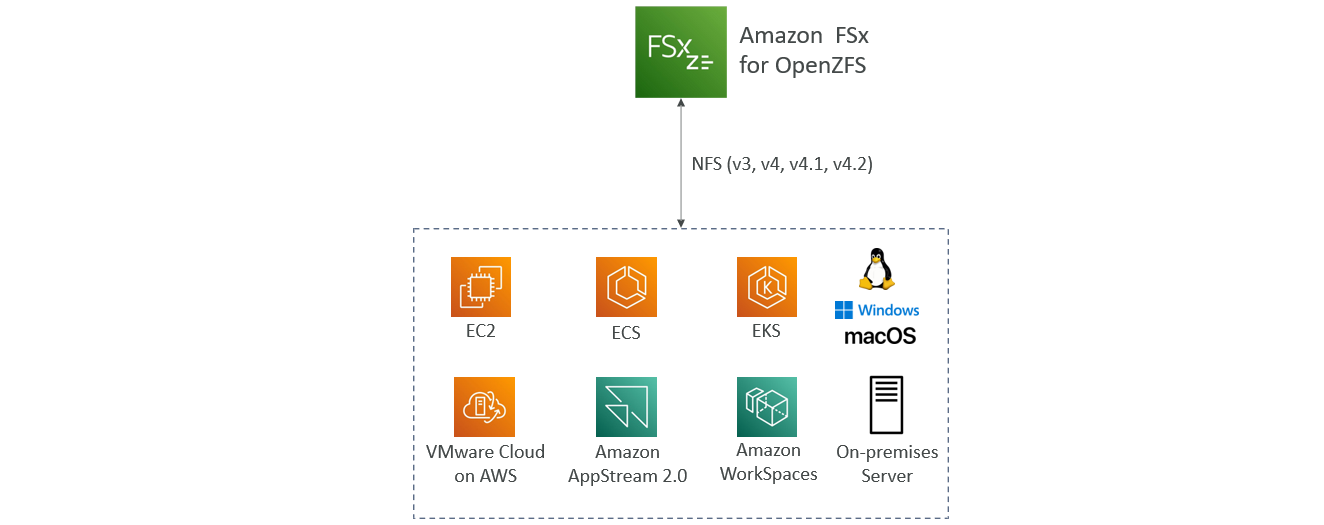 FSx
Z
Amazon FSx
for OpenZFS
NFS (v3, v4, v4.1, v4.2)
EC2
ECS
K
EKS
Windows
macOS
VMware Cloud
on AWS
Amazon
AppStream 2.0
Amazon
WorkSpaces
On-premises
Server